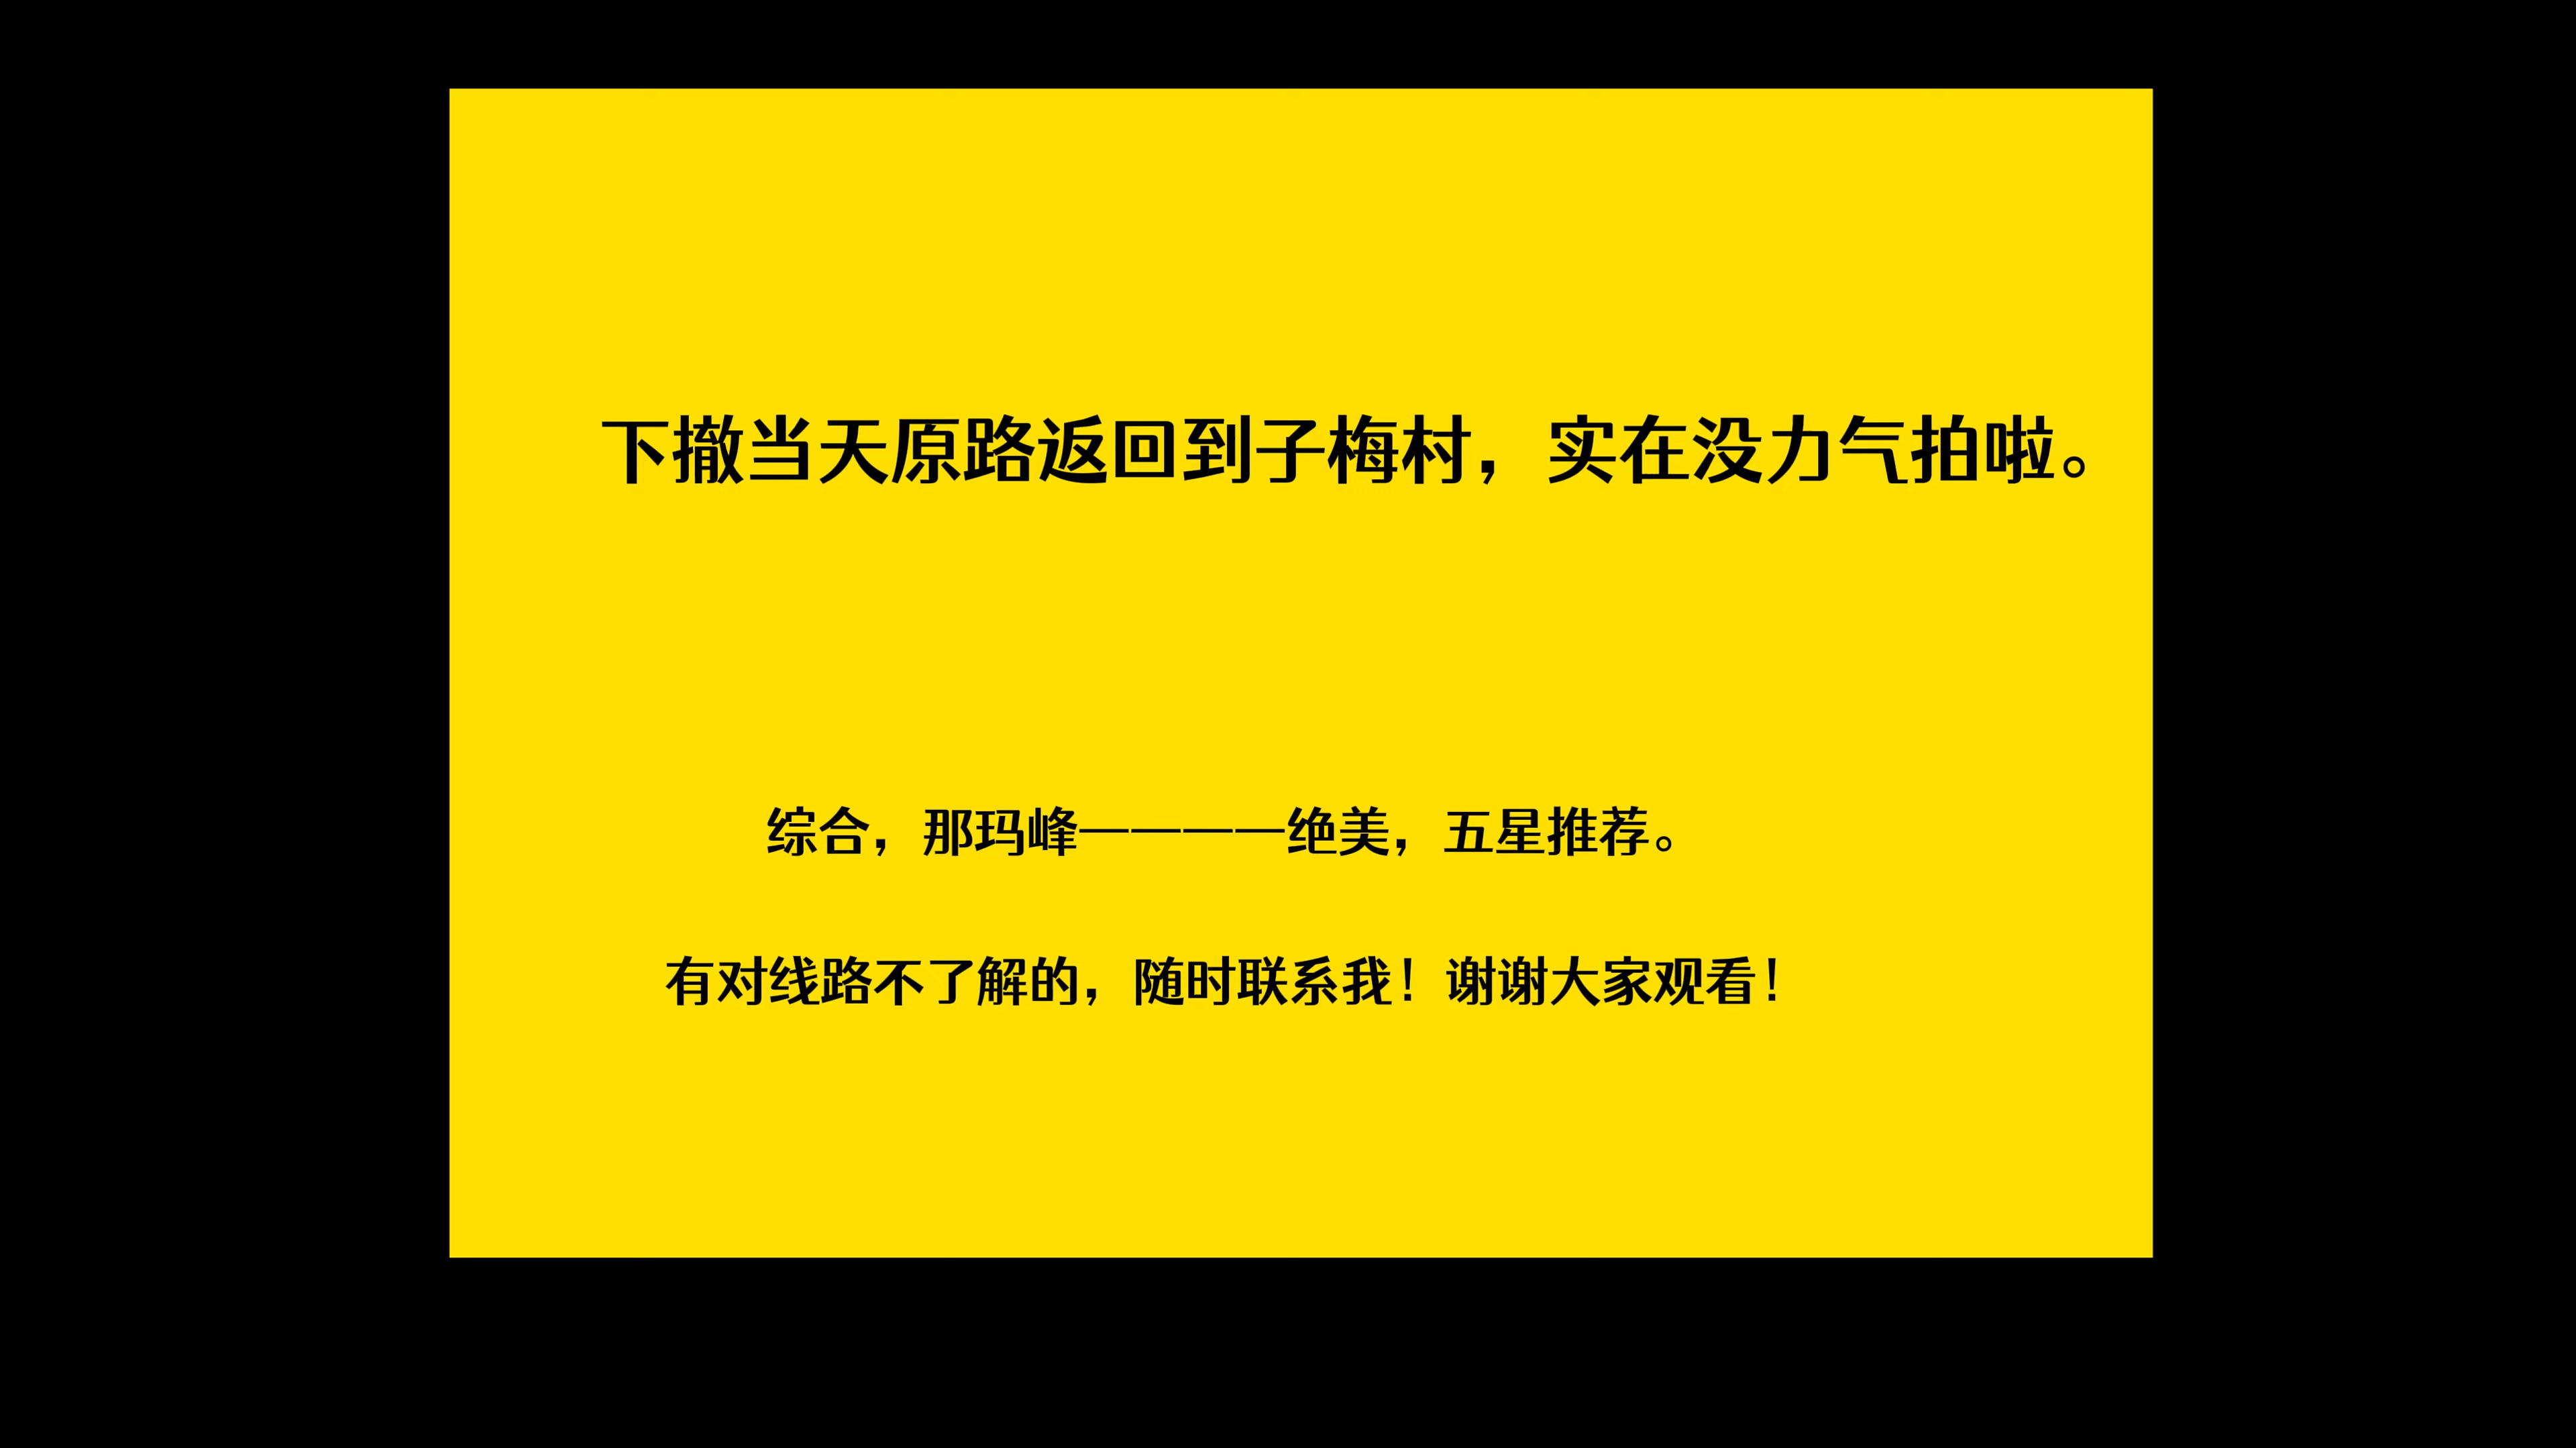 下撤当天原路返回到子梅村，实在没力气拍啦。
综合，那玛峰————绝美，五星推荐。
有对线路不了解的，随时联系我！谢谢大家观看！